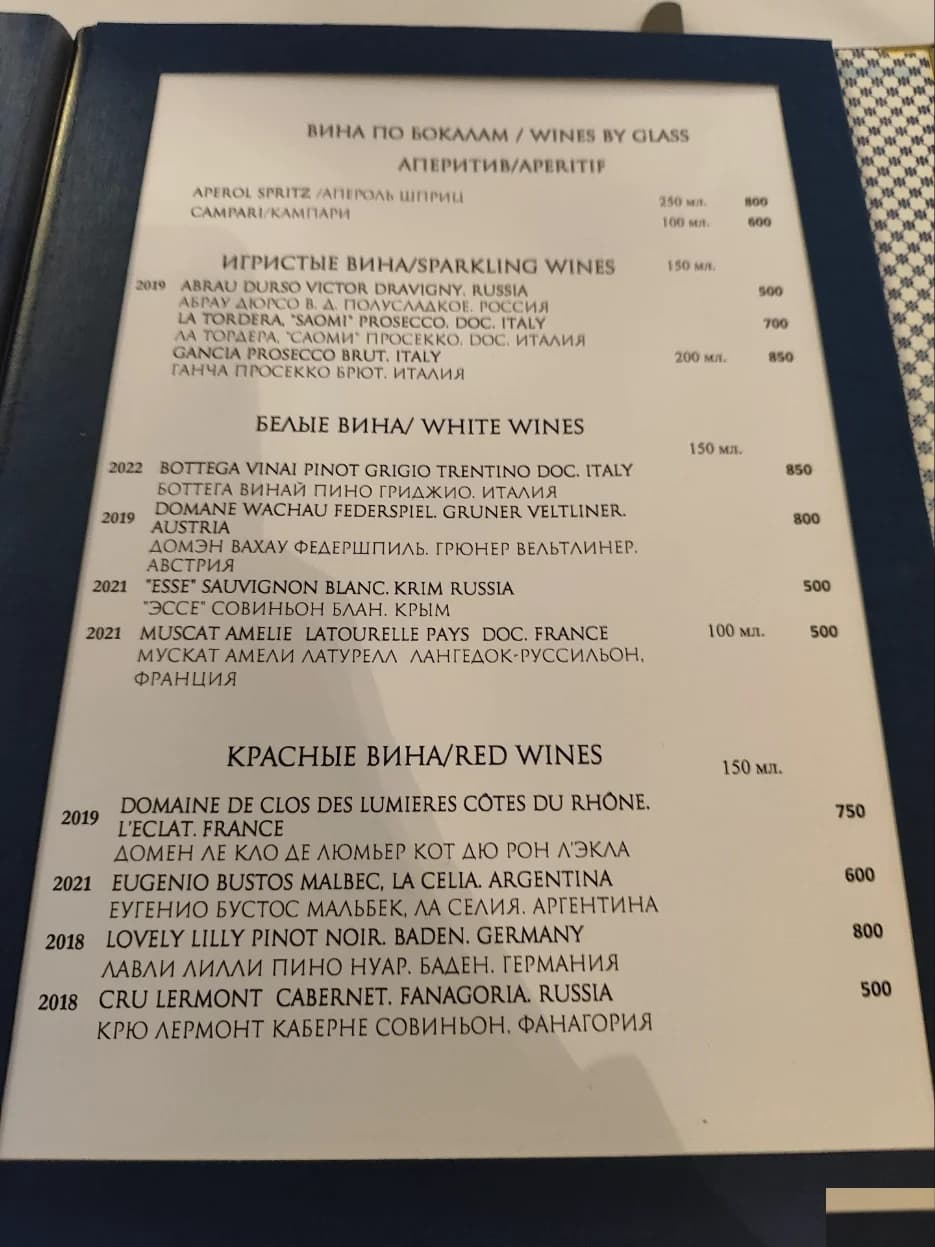 ВИНА ПО БОКАЛАМ / WINES BY GLASS
АПЕРИТИВ/APERITIF
APEROL SPRITZ /АПЕРОЛЬ ШПРИЦ 250 мл. 800
CAMPARI/КАМПАРИ 100 мл. 600
ИГРИСТЫЕ ВИНА/SPARKLING WINES 150 мл.
2019 ABRAU DURSO VICTOR DRAVIGNY. RUSSIA 500
АБРАУ ДЮРСО В. Д. ПОЛУСЛАДКОЕ. РОССИЯ
LA TORDERA, "SAOMI" PROSECCO. DOC. ITALY 700
ЛА ТОРДЕРА, "САОМИ" ПРОСЕККО. DOC. ИТАЛИЯ
GANCIA PROSECCO BRUT. ITALY 200 мл. 850
ГАНЧА ПРОСЕККО БРЮТ. ИТАЛИЯ
БЕЛЫЕ ВИНА/ WHITE WINES
150 мл.
2022 BOTTEGA VINAI PINOT GRIGIO TRENTINO DOC. ITALY 850
БОТТЕГА ВИНАЙ ПИНО ГРИДЖИО. ИТАЛИЯ
2019 DOMANE WACHAU FEDERSPIEL. GRUNER VELTLINER. 800
AUSTRIA
ДОМЭН ВАХАУ ФЕДЕРШПИЛЬ. ГРЮНЕР ВЕЛЬТЛИНЕР.
АВСТРИЯ
2021 "ESSE" SAUVIGNON BLANC. KRIM RUSSIA 500
"ЭССЕ" СОВИНЬОН БЛАН. КРЫМ
2021 MUSCAT AMELIE LATOURELLE PAYS DOC. FRANCE 100 мл. 500
МУСКАТ АМЕЛИ ЛАТУРЕЛЛ ЛАНГЕДОК-РУССИЛЬОН,
ФРАНЦИЯ
КРАСНЫЕ ВИНА/RED WINES
150 мл.
2019 DOMAINE DE CLOS DES LUMIERES CÔTES DU RHÔNE. 750
L'ECLAT. FRANCE
ДОМЕН ЛЕ КЛО ДЕ ЛЮМЬЕР КОТ ДЮ РОН Л'ЭКЛА
2021 EUGENIO BUSTOS MALBEC, LA CELIA. ARGENTINA 600
ЕУГЕНИО БУСТОС МАЛЬБЕК, ЛА СЕЛИЯ. АРГЕНТИНА
2018 LOVELY LILLY PINOT NOIR. BADEN. GERMANY 800
ЛАВЛИ ЛИЛЛИ ПИНО НУАР. БАДЕН. ГЕРМАНИЯ
2018 CRU LERMONT CABERNET. FANAGORIA. RUSSIA 500
КРЮ ЛЕРМОНТ КАБЕРНЕ СОВИНЬОН. ФАНАГОРИЯ